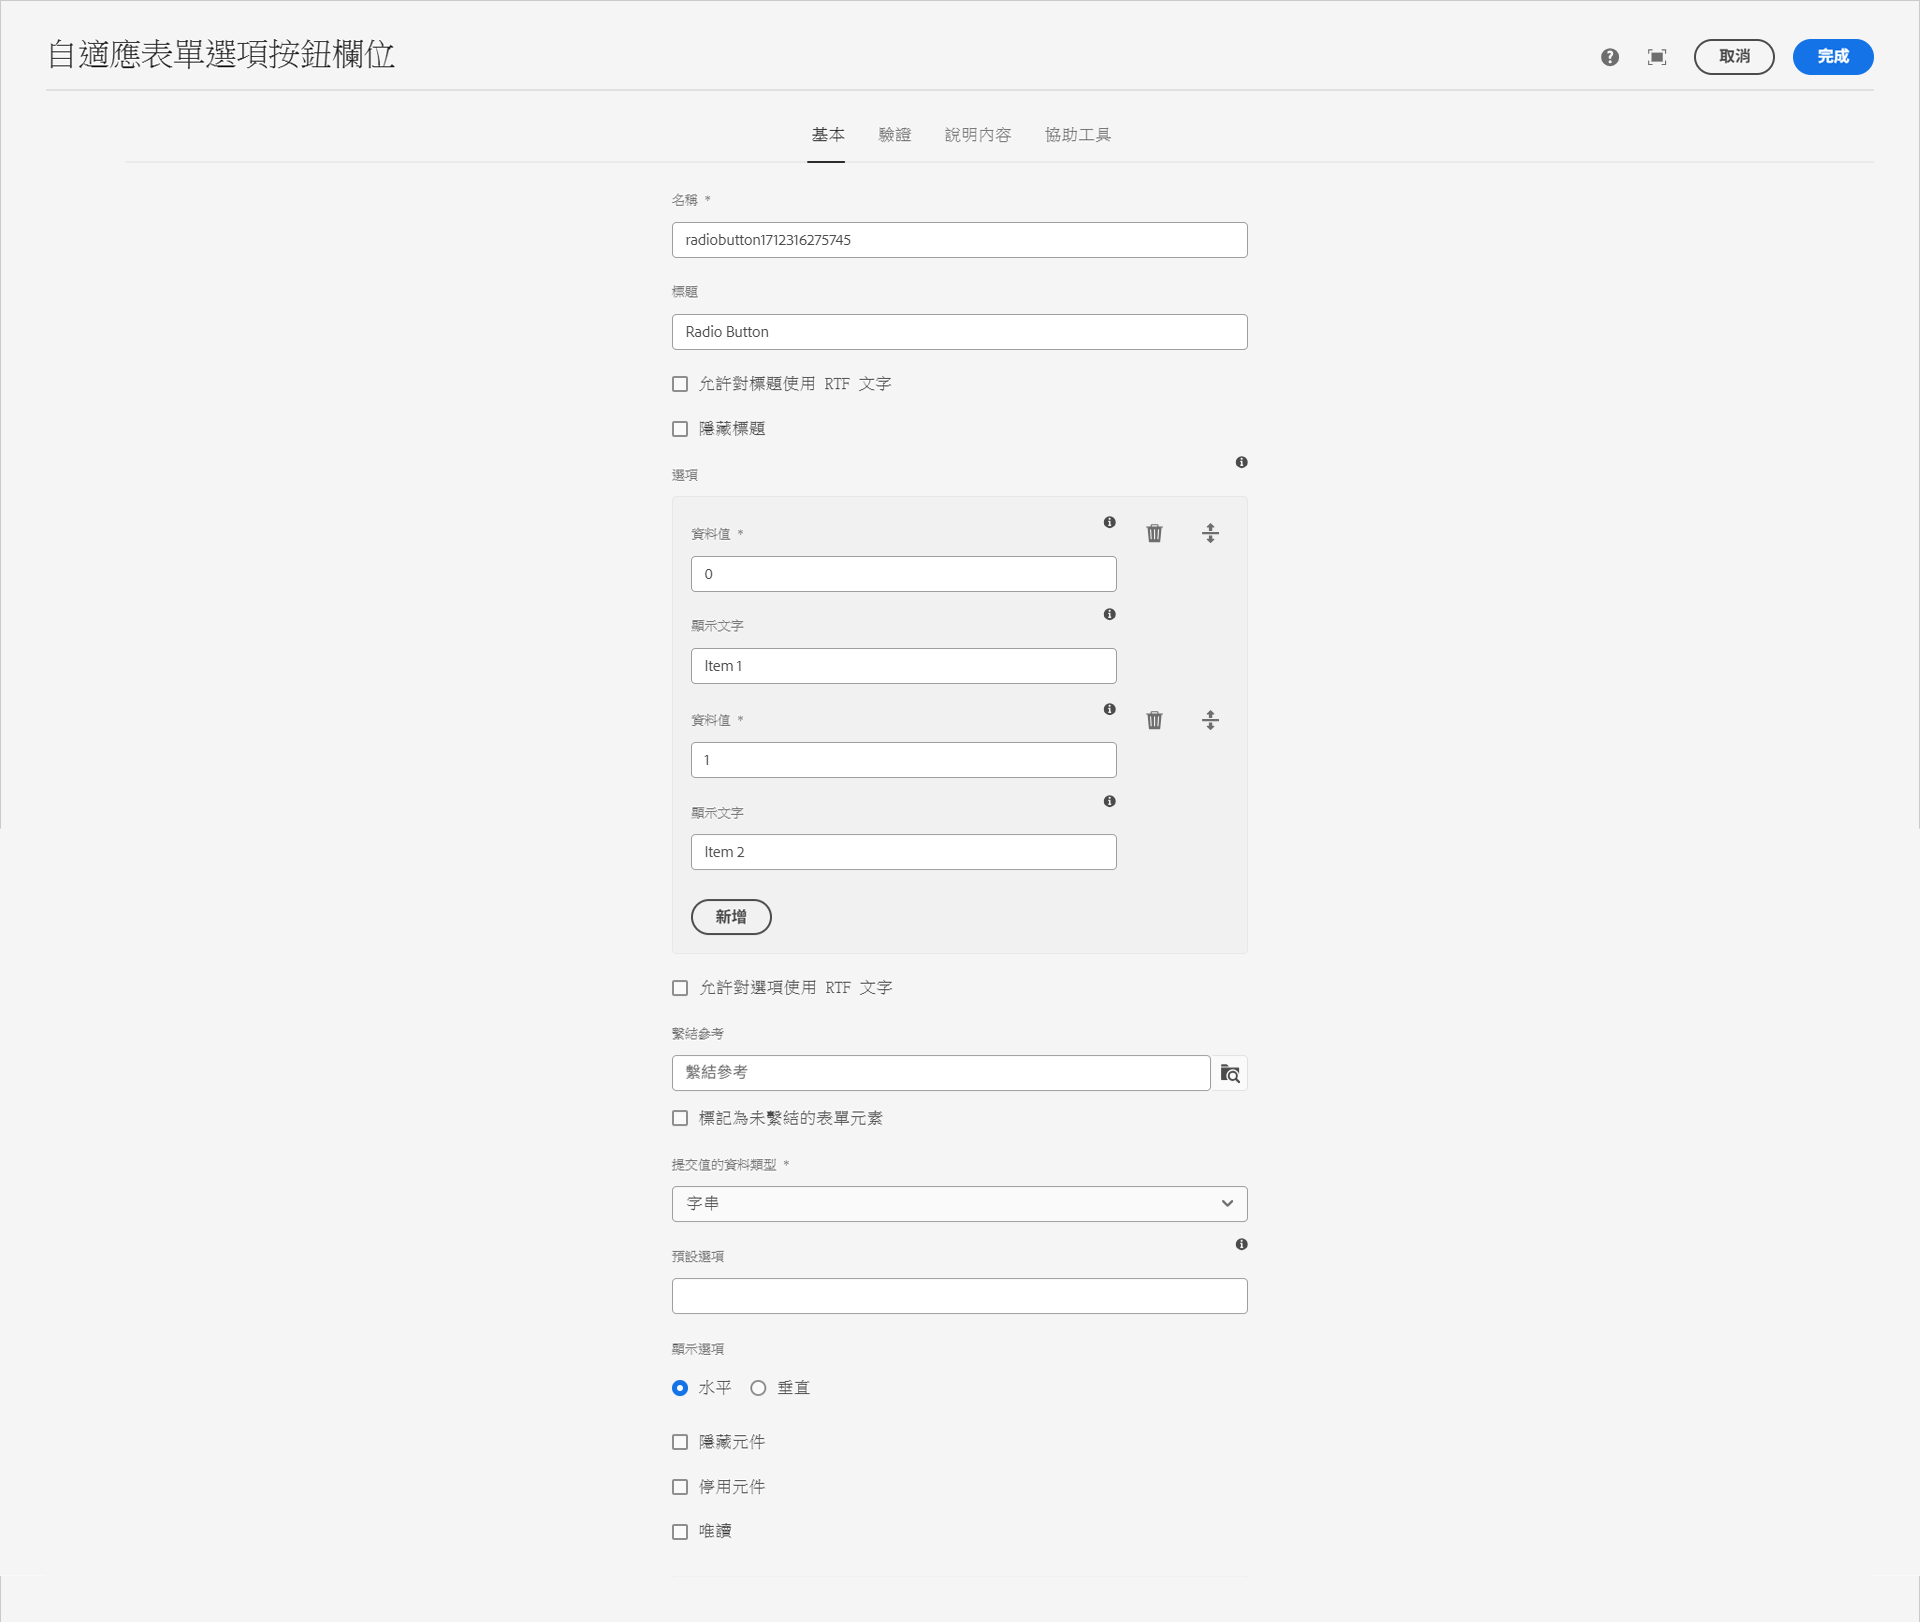 自適應表單選項按鈕欄位
取消
完成
基本 驗證 說明內容 協助工具
名稱 *
radiobutton1712316275745
標題
Radio Button
允許對標題使用 RTF 文字
隱藏標題
選項
資料值 *
0
顯示文字
Item 1
資料值 *
1
顯示文字
Item 2
新增
允許對選項使用 RTF 文字
繫結參考
繫結參考
標記為未繫結的表單元素
提交值的資料類型 *
字串
預設選項
顯示選項
水平 垂直
隱藏元件
停用元件
唯讀